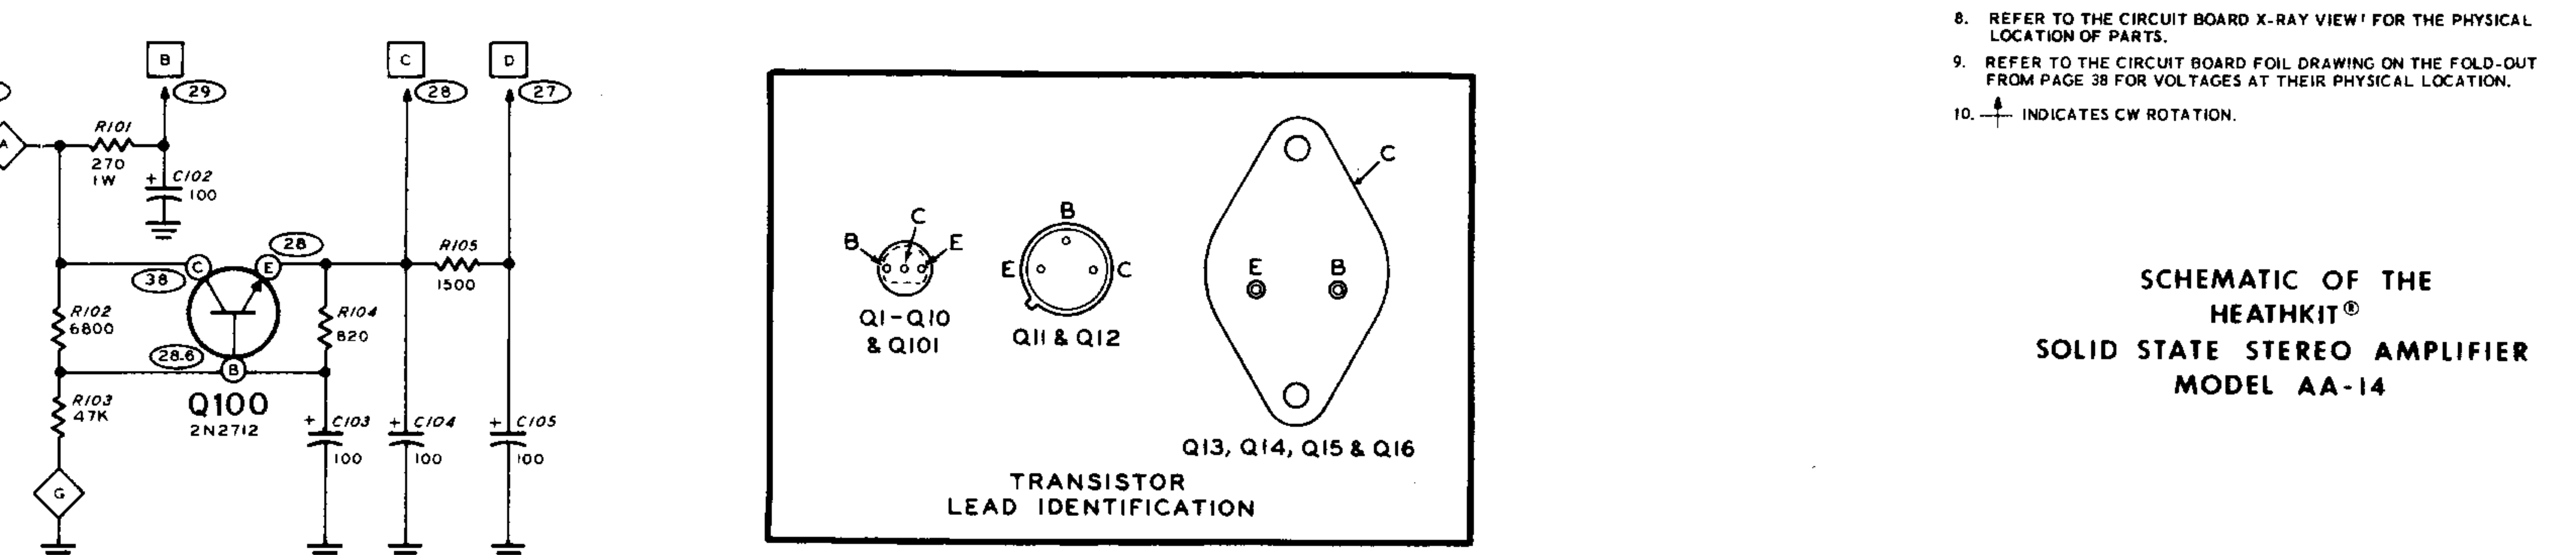 B
C
D
29
28
27
A
R101
270
1W
+
C102
100
28
R105
1500
C
E
38
R102
6800
R104
820
28.6
B
R103
47K
Q100
2N2712
+
C103
100
+
C104
100
+
C105
100
G
C
B
E
Q1-Q10
& Q101
B
E
C
Q11 & Q12
C
E
B
Q13, Q14, Q15 & Q16
TRANSISTOR
LEAD IDENTIFICATION
8. REFER TO THE CIRCUIT BOARD X-RAY VIEW' FOR THE PHYSICAL
LOCATION OF PARTS.
9. REFER TO THE CIRCUIT BOARD FOIL DRAWING ON THE FOLD-OUT
FROM PAGE 38 FOR VOLTAGES AT THEIR PHYSICAL LOCATION.
10. INDICATES CW ROTATION.
SCHEMATIC OF THE
HEATHKIT®
SOLID STATE STEREO AMPLIFIER
MODEL AA-14